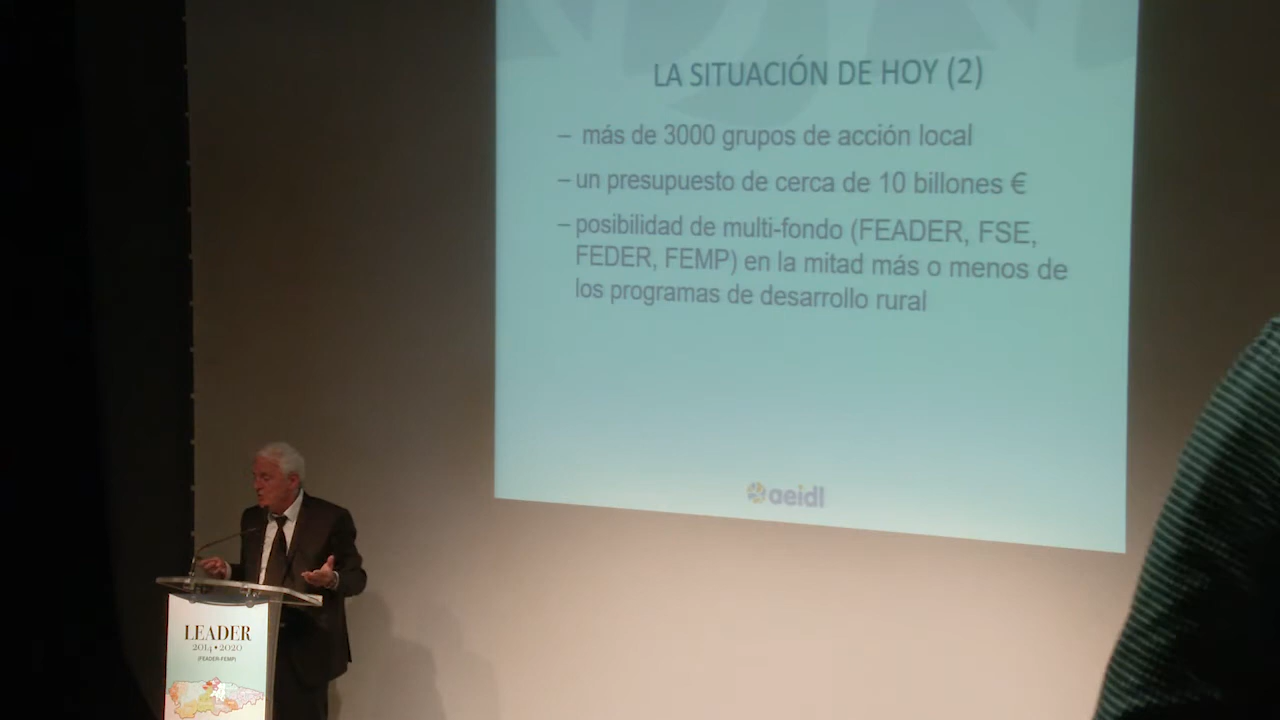 LA SITUACIÓN DE HOY (2)
– más de 3000 grupos de acción local
– un presupuesto de cerca de 10 billones €
– posibilidad de multi-fondo (FEADER, FSE,
FEDER, FEMP) en la mitad más o menos de
los programas de desarrollo rural
aeidl
LEADER
2014•2020
(FEADER-FEMP)